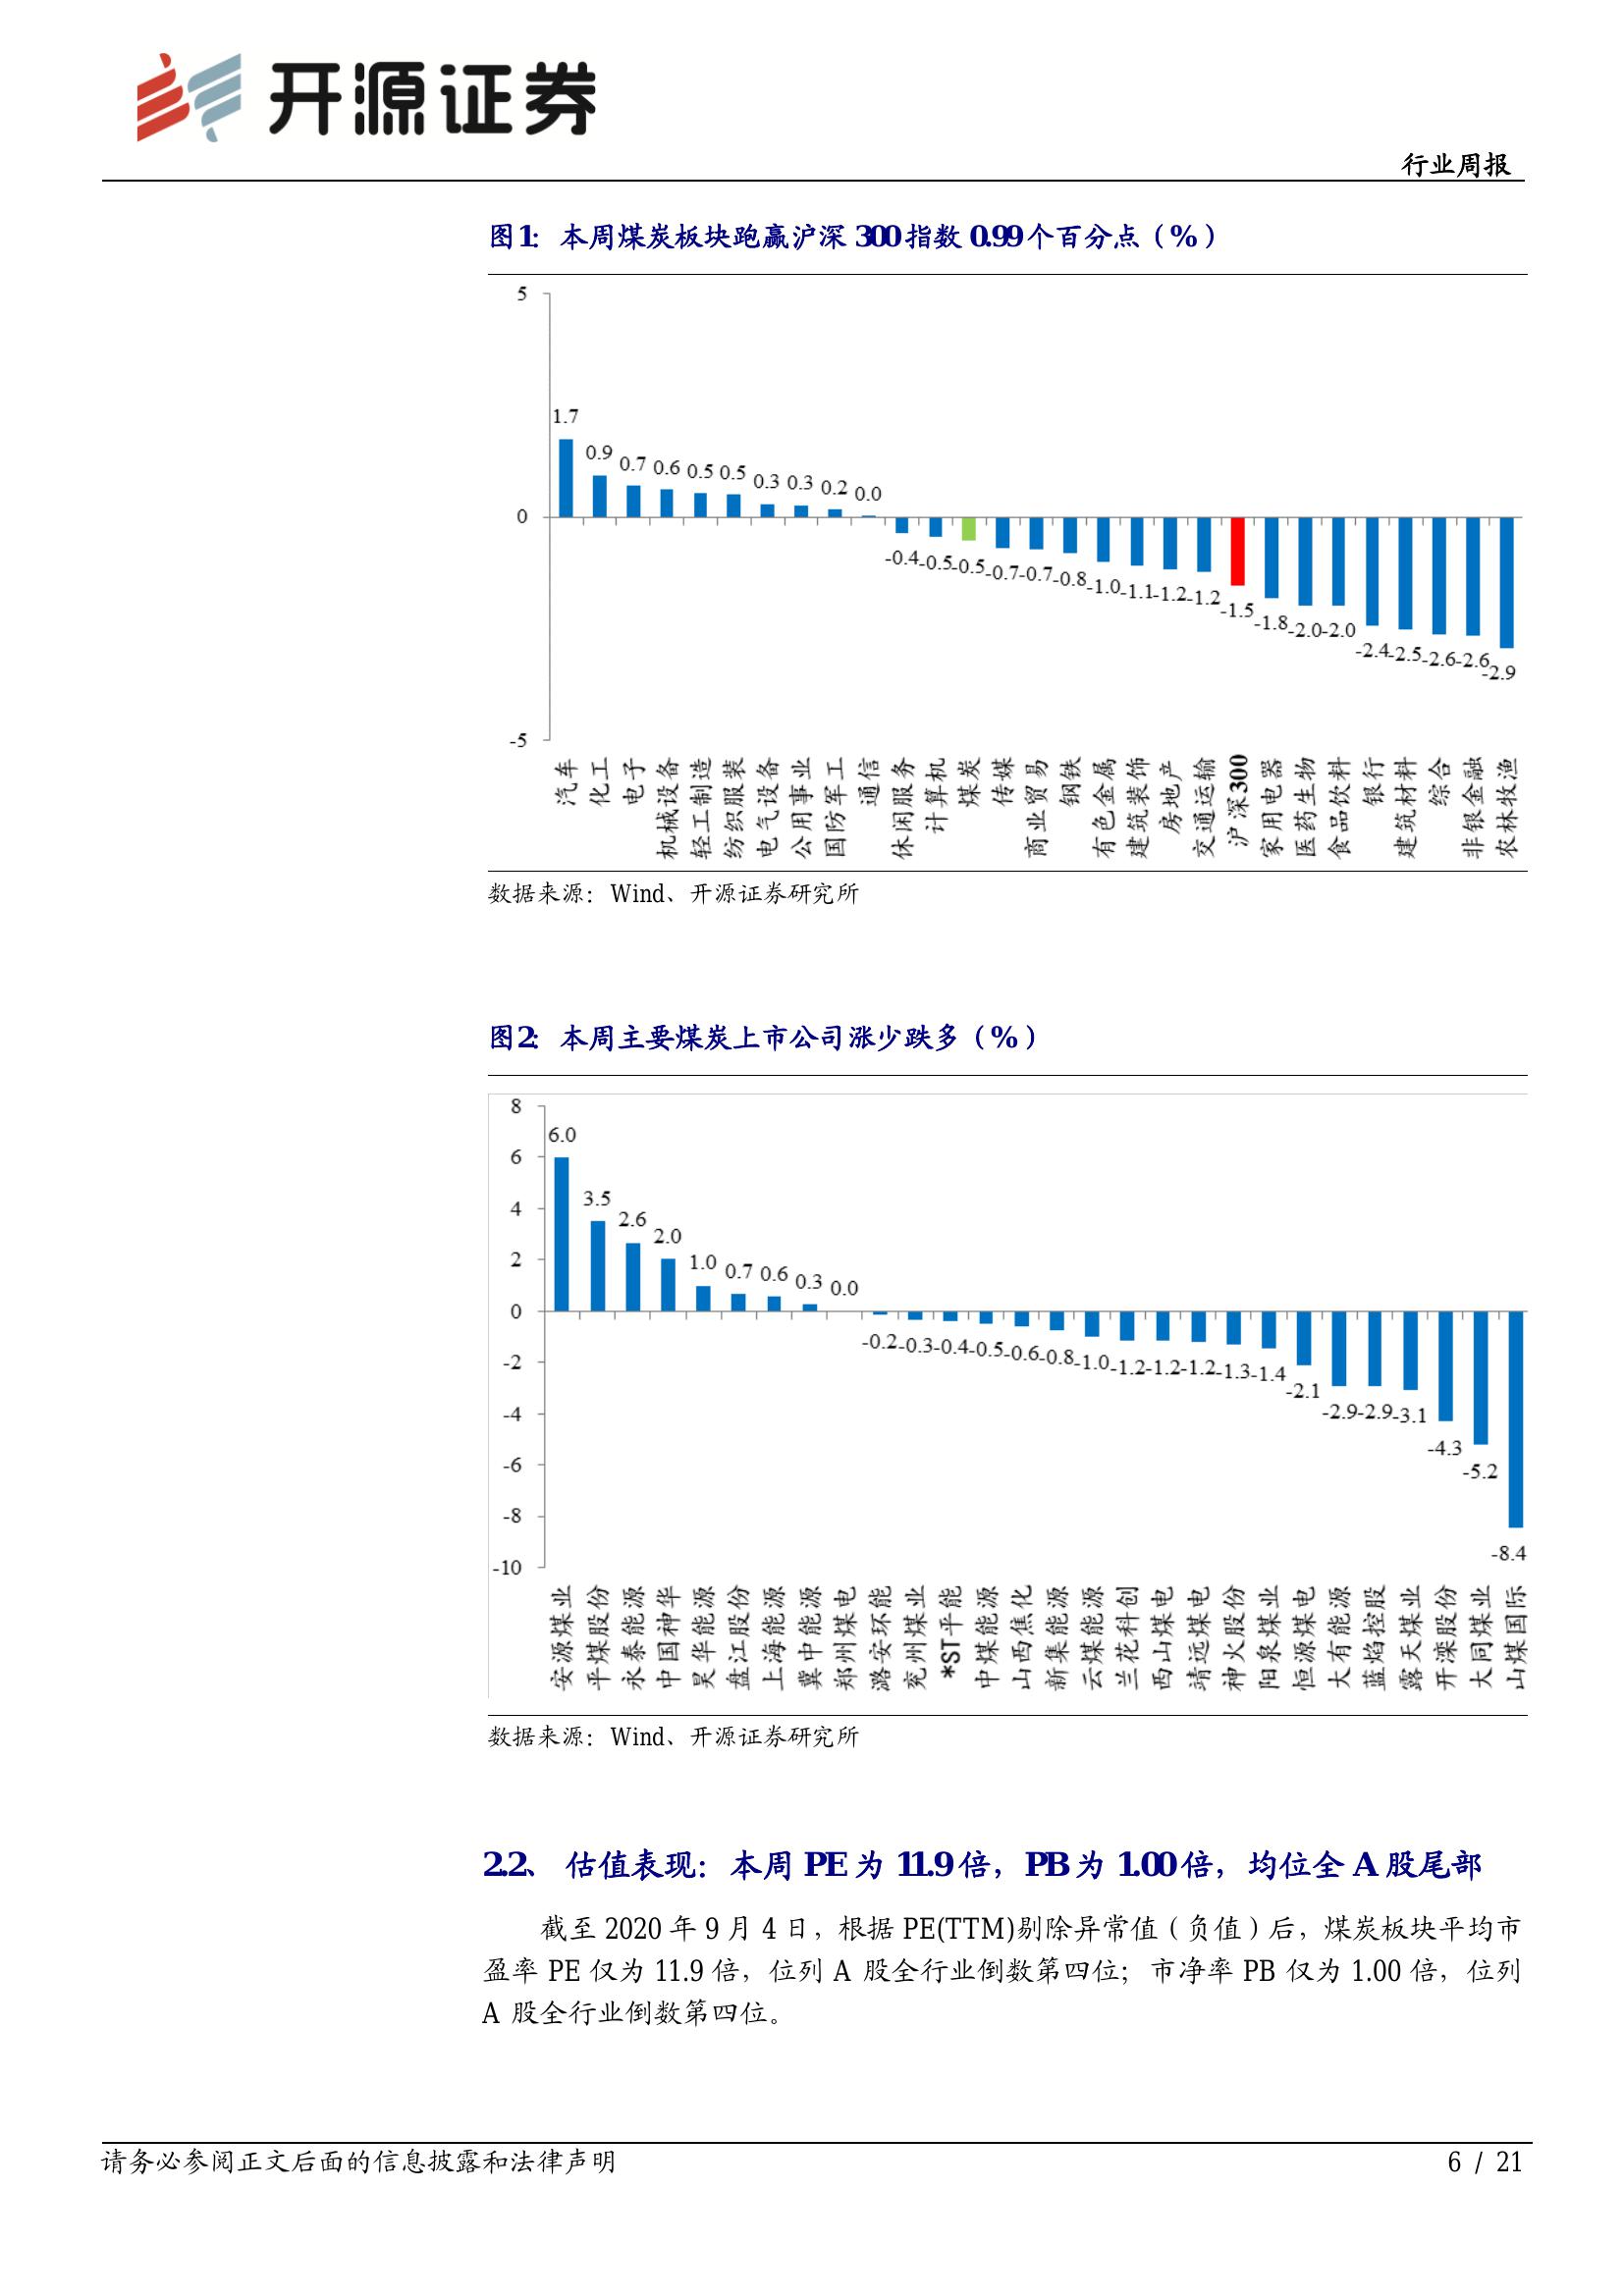 开源证券
行业周报
图1：本周煤炭板块跑赢沪深300指数0.99个百分点（%）
5
0
-5
1.7
0.9
0.7
0.6
0.5
0.5
0.3
0.3
0.2
0.0
-0.4
-0.5
-0.5
-0.7
-0.7
-0.8
-1.0
-1.1
-1.2
-1.2
-1.5
-1.8
-2.0
-2.0
-2.4
-2.5
-2.6
-2.6
-2.9
汽车
化工
电子
机械设备
轻工制造
纺织服装
电气设备
公用事业
国防军工
通信
休闲服务
计算机
煤炭
传媒
商业贸易
钢铁
有色金属
建筑装饰
房地产
交通运输
沪深300
家用电器
医药生物
食品饮料
银行
建筑材料
综合
非银金融
农林牧渔
数据来源：Wind、开源证券研究所
图2：本周主要煤炭上市公司涨少跌多（%）
8
6
4
2
0
-2
-4
-6
-8
-10
6.0
3.5
2.6
2.0
1.0
0.7
0.6
0.3
0.0
-0.2
-0.3
-0.4
-0.5
-0.6
-0.8
-1.0
-1.2
-1.2
-1.2
-1.3
-1.4
-2.1
-2.9
-2.9
-3.1
-4.3
-5.2
-8.4
安源煤业
平煤股份
永泰能源
中国神华
昊华能源
盘江股份
上海能源
冀中能源
郑州煤电
潞安环能
兖州煤业
*ST平能
中煤能源
山西焦化
新集能源
云煤能源
兰花科创
西山煤电
靖远煤电
神火股份
阳泉煤业
恒源煤电
大有能源
蓝焰控股
露天煤业
开滦股份
大同煤业
山煤国际
数据来源：Wind、开源证券研究所
2.2、 估值表现：本周PE为11.9倍，PB为1.00倍，均位全A股尾部
截至2020年9月4日，根据PE(TTM)剔除异常值（负值）后，煤炭板块平均市
盈率PE仅为11.9倍，位列A股全行业倒数第四位；市净率PB仅为1.00倍，位列
A股全行业倒数第四位。
请务必参阅正文后面的信息披露和法律声明
6 / 21